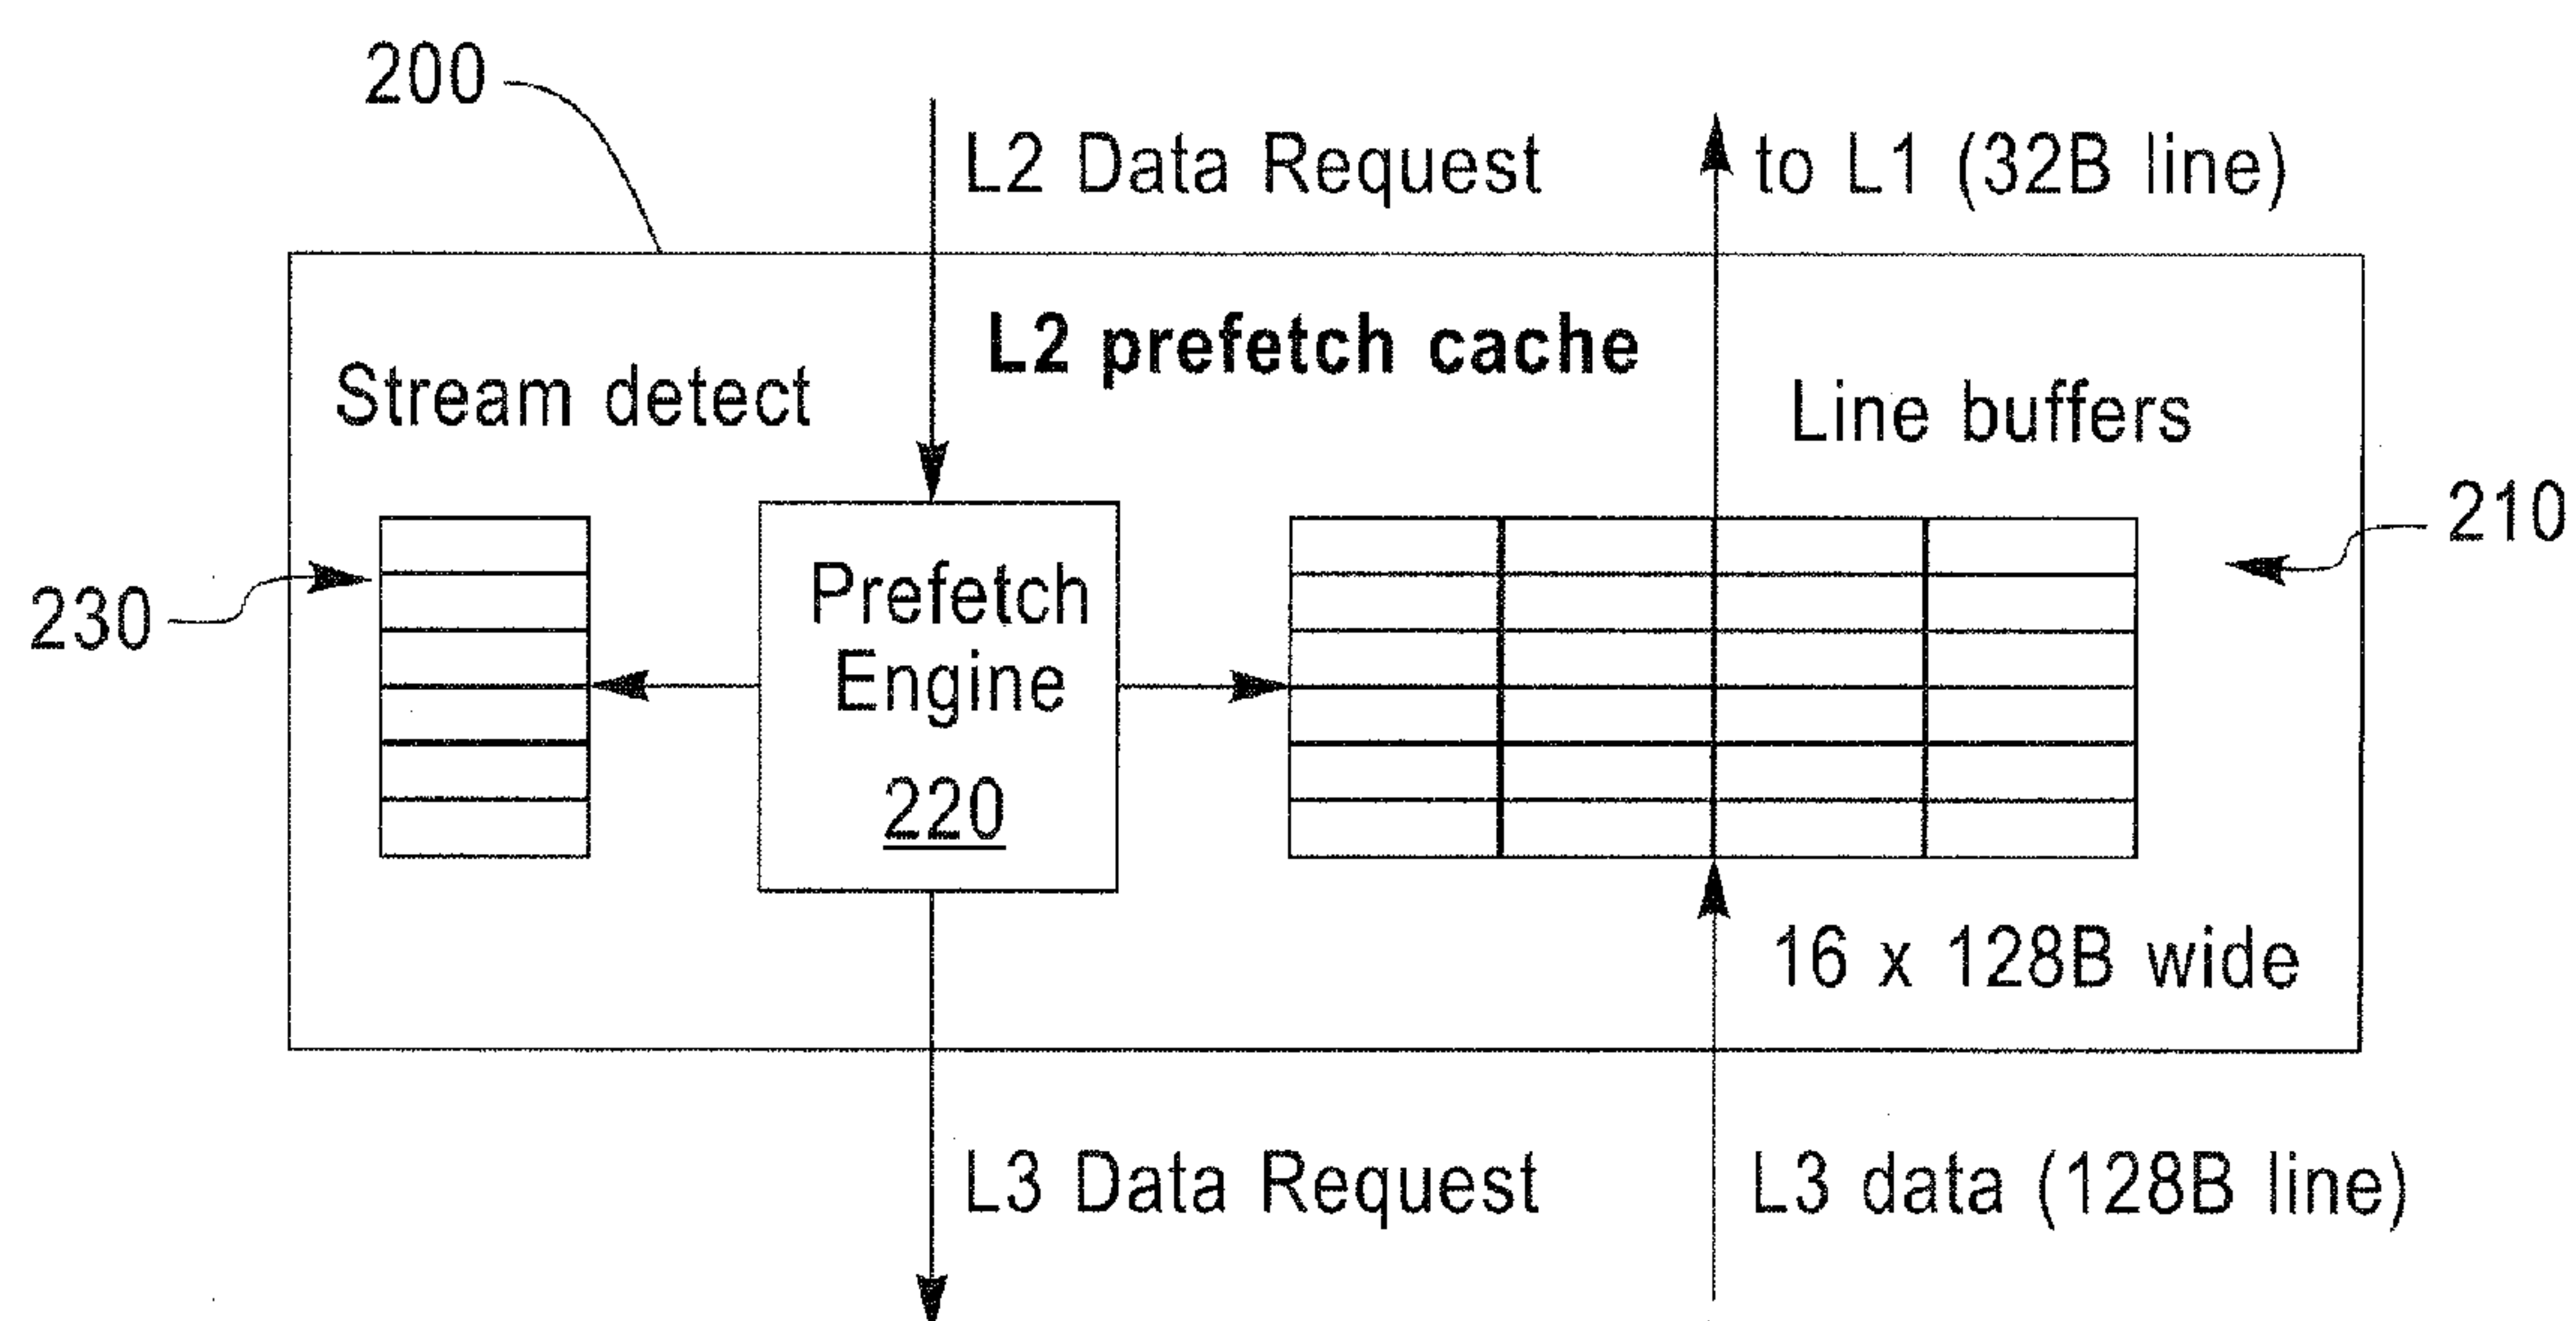 200
L2 Data Request
to L1 (32B line)
L2 prefetch cache
Stream detect
Line buffers
210
230
Prefetch
Engine
220
16 x 128B wide
L3 Data Request
L3 data (128B line)